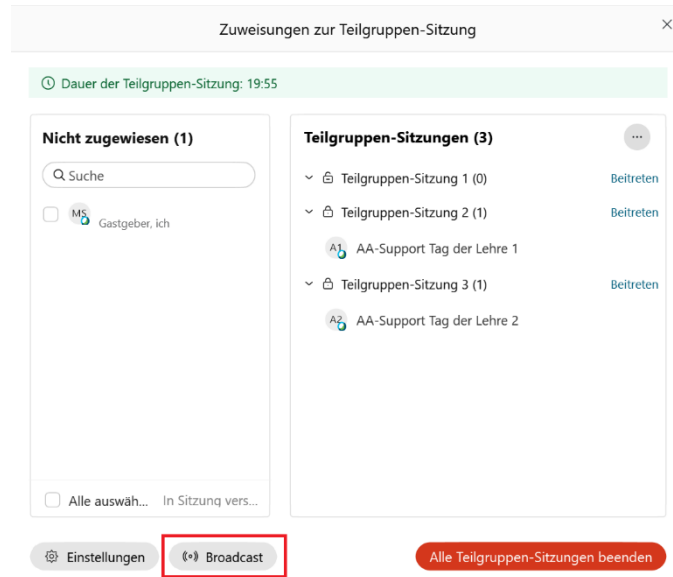 Zuweisungen zur Teilgruppen-Sitzung
Dauer der Teilgruppen-Sitzung: 19:55
Nicht zugewiesen (1)
Suche
MS
Gastgeber, ich
Alle auswäh... In Sitzung vers...
Teilgruppen-Sitzungen (3)
Teilgruppen-Sitzung 1 (0) Beitreten
Teilgruppen-Sitzung 2 (1) Beitreten
A1 AA-Support Tag der Lehre 1
Teilgruppen-Sitzung 3 (1) Beitreten
A2 AA-Support Tag der Lehre 2
Einstellungen Broadcast Alle Teilgruppen-Sitzungen beenden